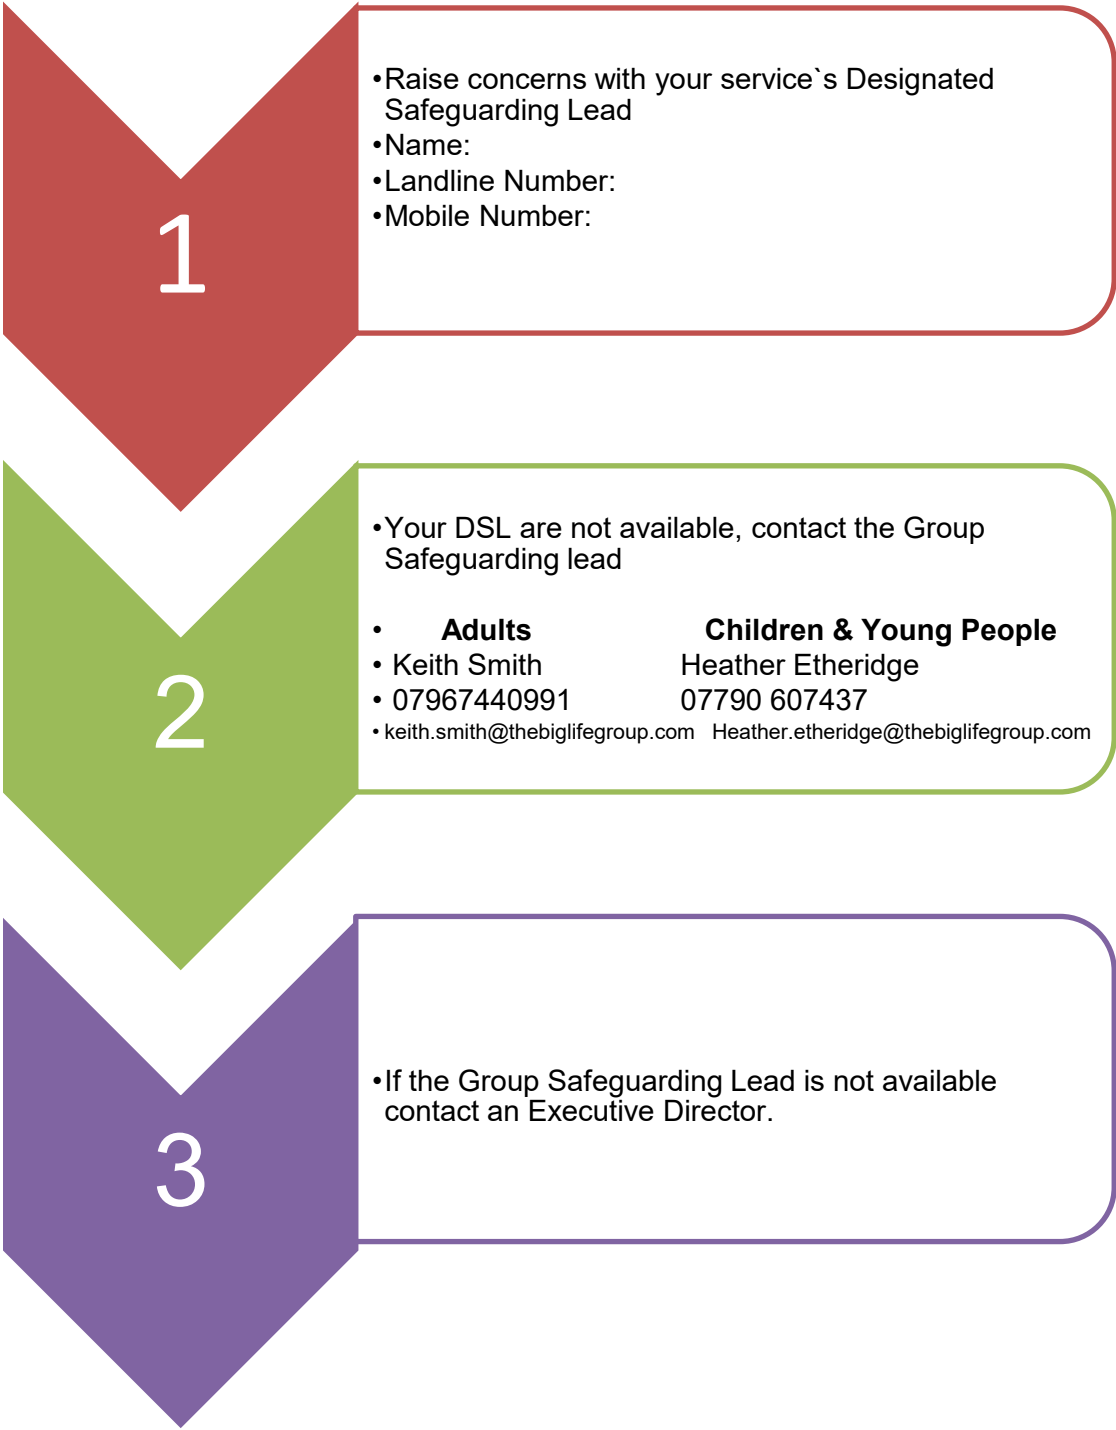 1
•Raise concerns with your service`s Designated
Safeguarding Lead
•Name:
•Landline Number:
•Mobile Number:
2
•Your DSL are not available, contact the Group
Safeguarding lead
• Adults Children & Young People
• Keith Smith Heather Etheridge
• 07967440991 07790 607437
• keith.smith@thebiglifegroup.com Heather.etheridge@thebiglifegroup.com
3
•If the Group Safeguarding Lead is not available
contact an Executive Director.